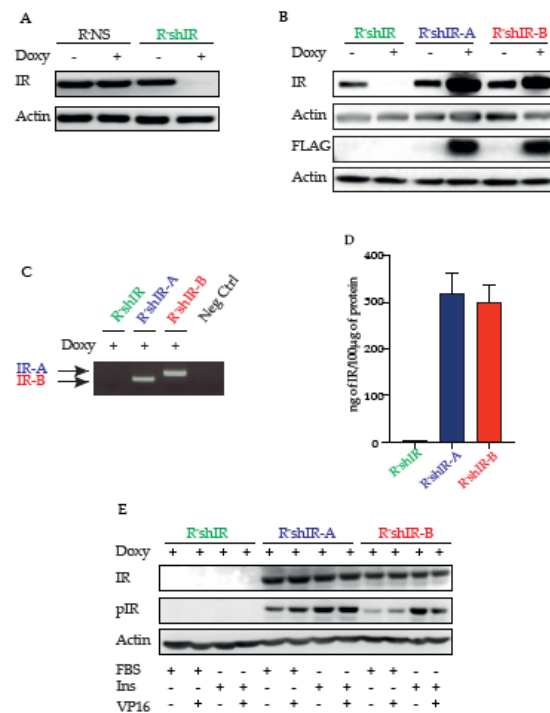 A
R⁻NS R⁻shIR
Doxy - + - +
IR
Actin
B
R⁻shIR R⁻shIR-A R⁻shIR-B
Doxy - + - + - +
IR
Actin
FLAG
Actin
C
R⁻shIR R⁻shIR-A R⁻shIR-B Neg Ctrl
Doxy + + +
IR-A
IR-B
D
ng of IR/100µg of protein
400
300
200
100
0
R⁻shIR R⁻shIR-A R⁻shIR-B
E
R⁻shIR R⁻shIR-A R⁻shIR-B
Doxy + + + + + + + + + + + +
IR
pIR
Actin
FBS + + - - + + - - + + - -
Ins - - + + - - + + - - + +
VP16 - + - + - + - + - + - +